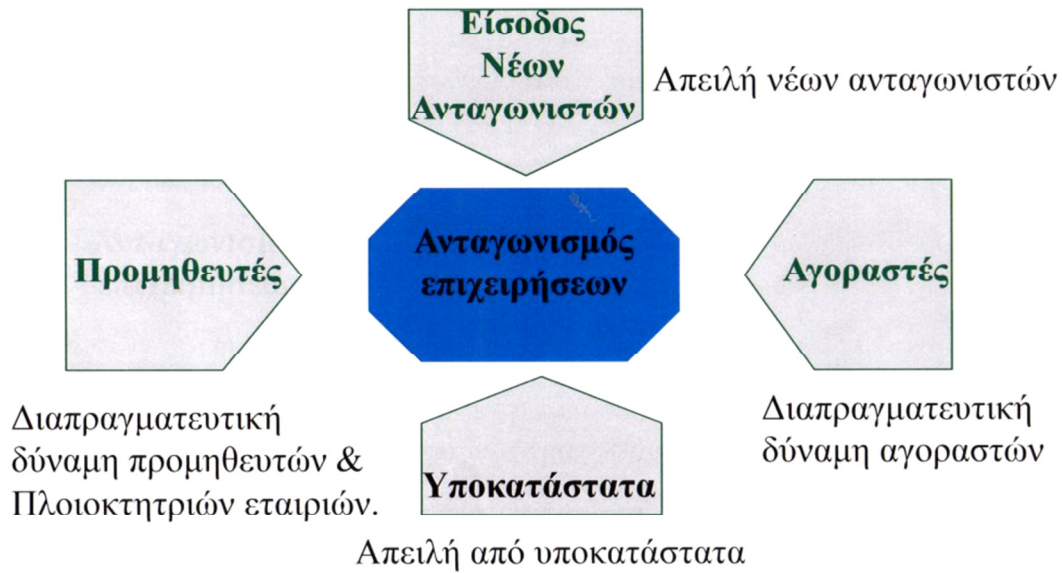 Είσοδος
Νέων
Ανταγωνιστών
Απειλή νέων ανταγωνιστών
Προμηθευτές
Ανταγωνισμός
επιχειρήσεων
Αγοραστές
Διαπραγματευτική
δύναμη προμηθευτών &
Πλοιοκτητριών εταιριών.
Διαπραγματευτική
δύναμη αγοραστών
Υποκατάστατα
Απειλή από υποκατάστατα